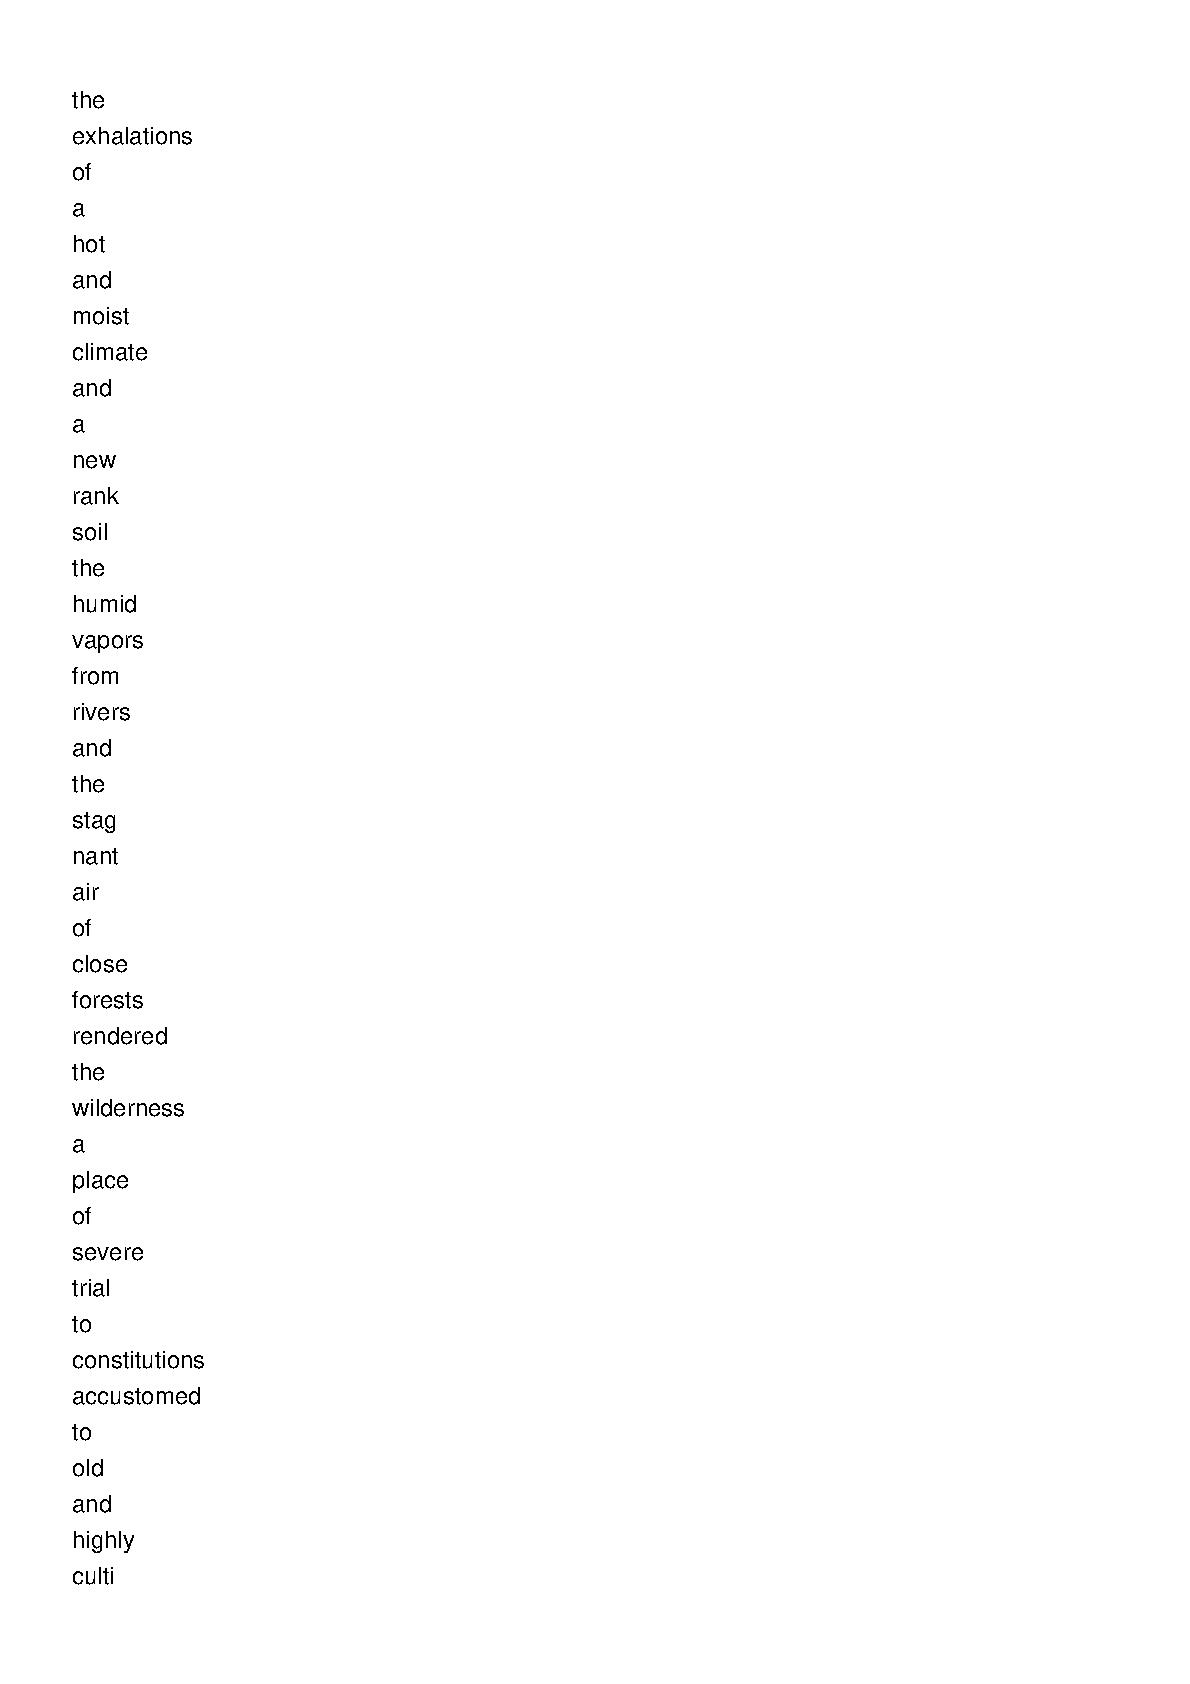 the
exhalations
of
a
hot
and
moist
climate
and
a
new
rank
soil
the
humid
vapors
from
rivers
and
the
stag
nant
air
of
close
forests
rendered
the
wilderness
a
place
of
severe
trial
to
constitutions
accustomed
to
old
and
highly
culti